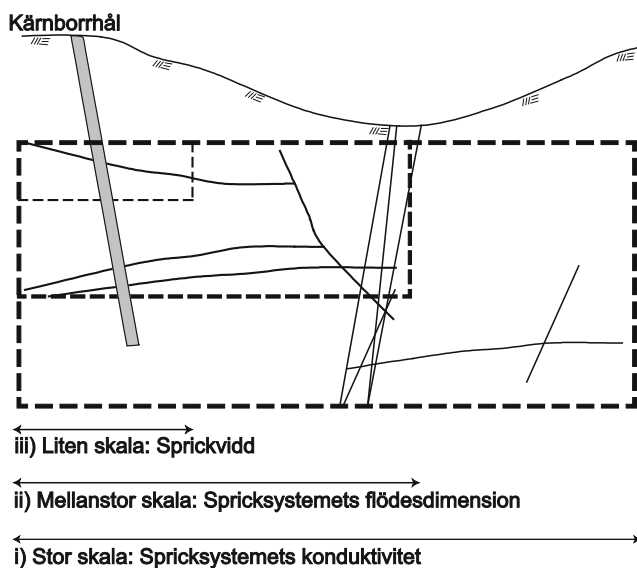 Kärnborrhål
iii) Liten skala: Sprickvidd
ii) Mellanstor skala: Spricksystemets flödesdimension
i) Stor skala: Spricksystemets konduktivitet